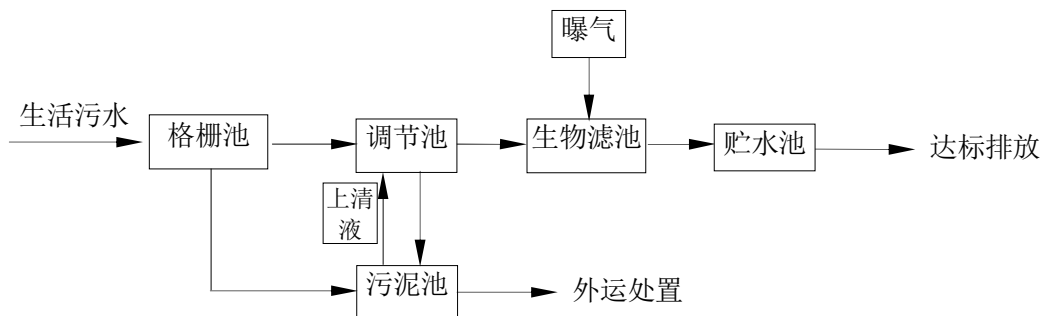 曝气
生活污水
格栅池
调节池
生物滤池
贮水池
达标排放
上清
液
污泥池
外运处置